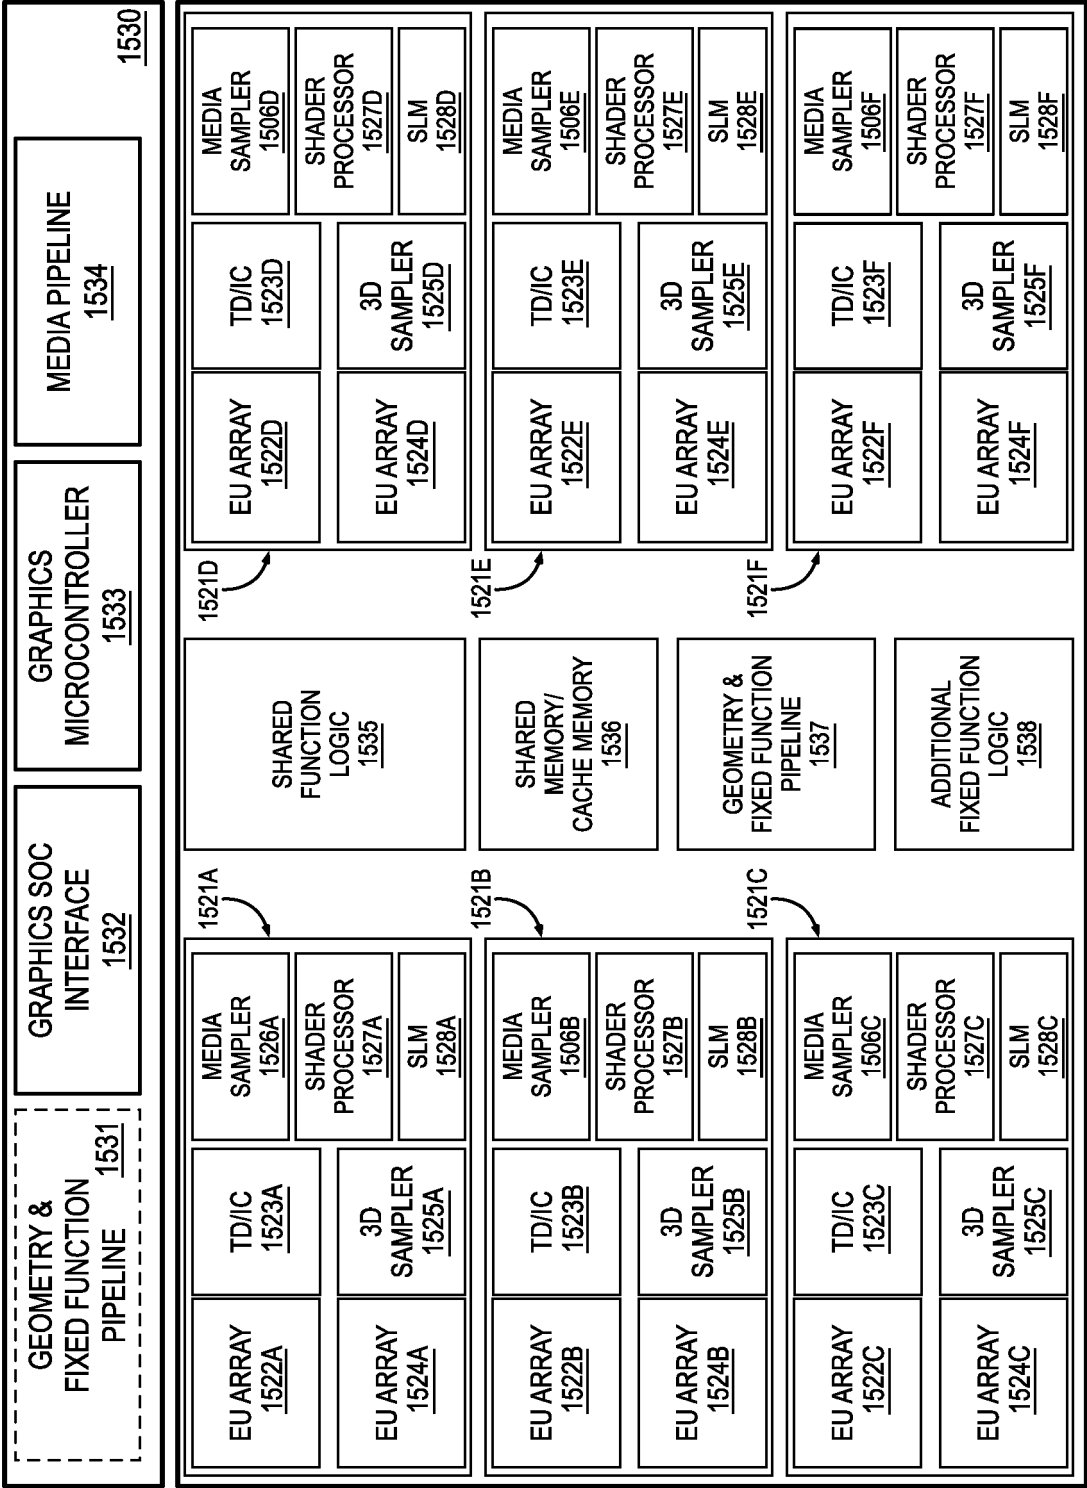 GEOMETRY &
FIXED FUNCTION
PIPELINE
1531
GRAPHICS SOC
INTERFACE
1532
GRAPHICS
MICROCONTROLLER
1533
MEDIA PIPELINE
1534
1530
EU ARRAY
1522A
TD/IC
1523A
MEDIA
SAMPLER
1526A
SHADER
PROCESSOR
1527A
EU ARRAY
1524A
3D
SAMPLER
1525A
SLM
1528A
1521A
SHARED
FUNCTION
LOGIC
1535
1521D
EU ARRAY
1522D
TD/IC
1523D
MEDIA
SAMPLER
1506D
SHADER
PROCESSOR
1527D
EU ARRAY
1524D
3D
SAMPLER
1525D
SLM
1528D
EU ARRAY
1522B
TD/IC
1523B
MEDIA
SAMPLER
1506B
SHADER
PROCESSOR
1527B
EU ARRAY
1524B
3D
SAMPLER
1525B
SLM
1528B
1521B
SHARED
MEMORY/
CACHE MEMORY
1536
1521E
EU ARRAY
1522E
TD/IC
1523E
MEDIA
SAMPLER
1506E
SHADER
PROCESSOR
1527E
EU ARRAY
1524E
3D
SAMPLER
1525E
SLM
1528E
GEOMETRY &
FIXED FUNCTION
PIPELINE
1537
EU ARRAY
1522C
TD/IC
1523C
MEDIA
SAMPLER
1506C
SHADER
PROCESSOR
1527C
EU ARRAY
1524C
3D
SAMPLER
1525C
SLM
1528C
1521C
ADDITIONAL
FIXED FUNCTION
LOGIC
1538
1521F
EU ARRAY
1522F
TD/IC
1523F
MEDIA
SAMPLER
1506F
SHADER
PROCESSOR
1527F
EU ARRAY
1524F
3D
SAMPLER
1525F
SLM
1528F